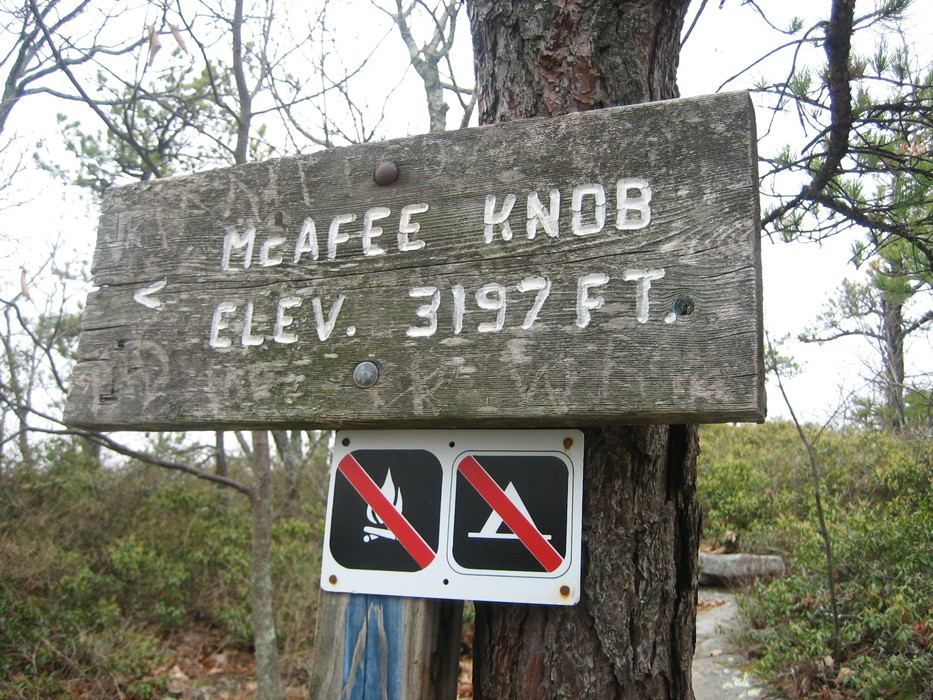 McAFEE KNOB
< ELEV. 3197 FT.